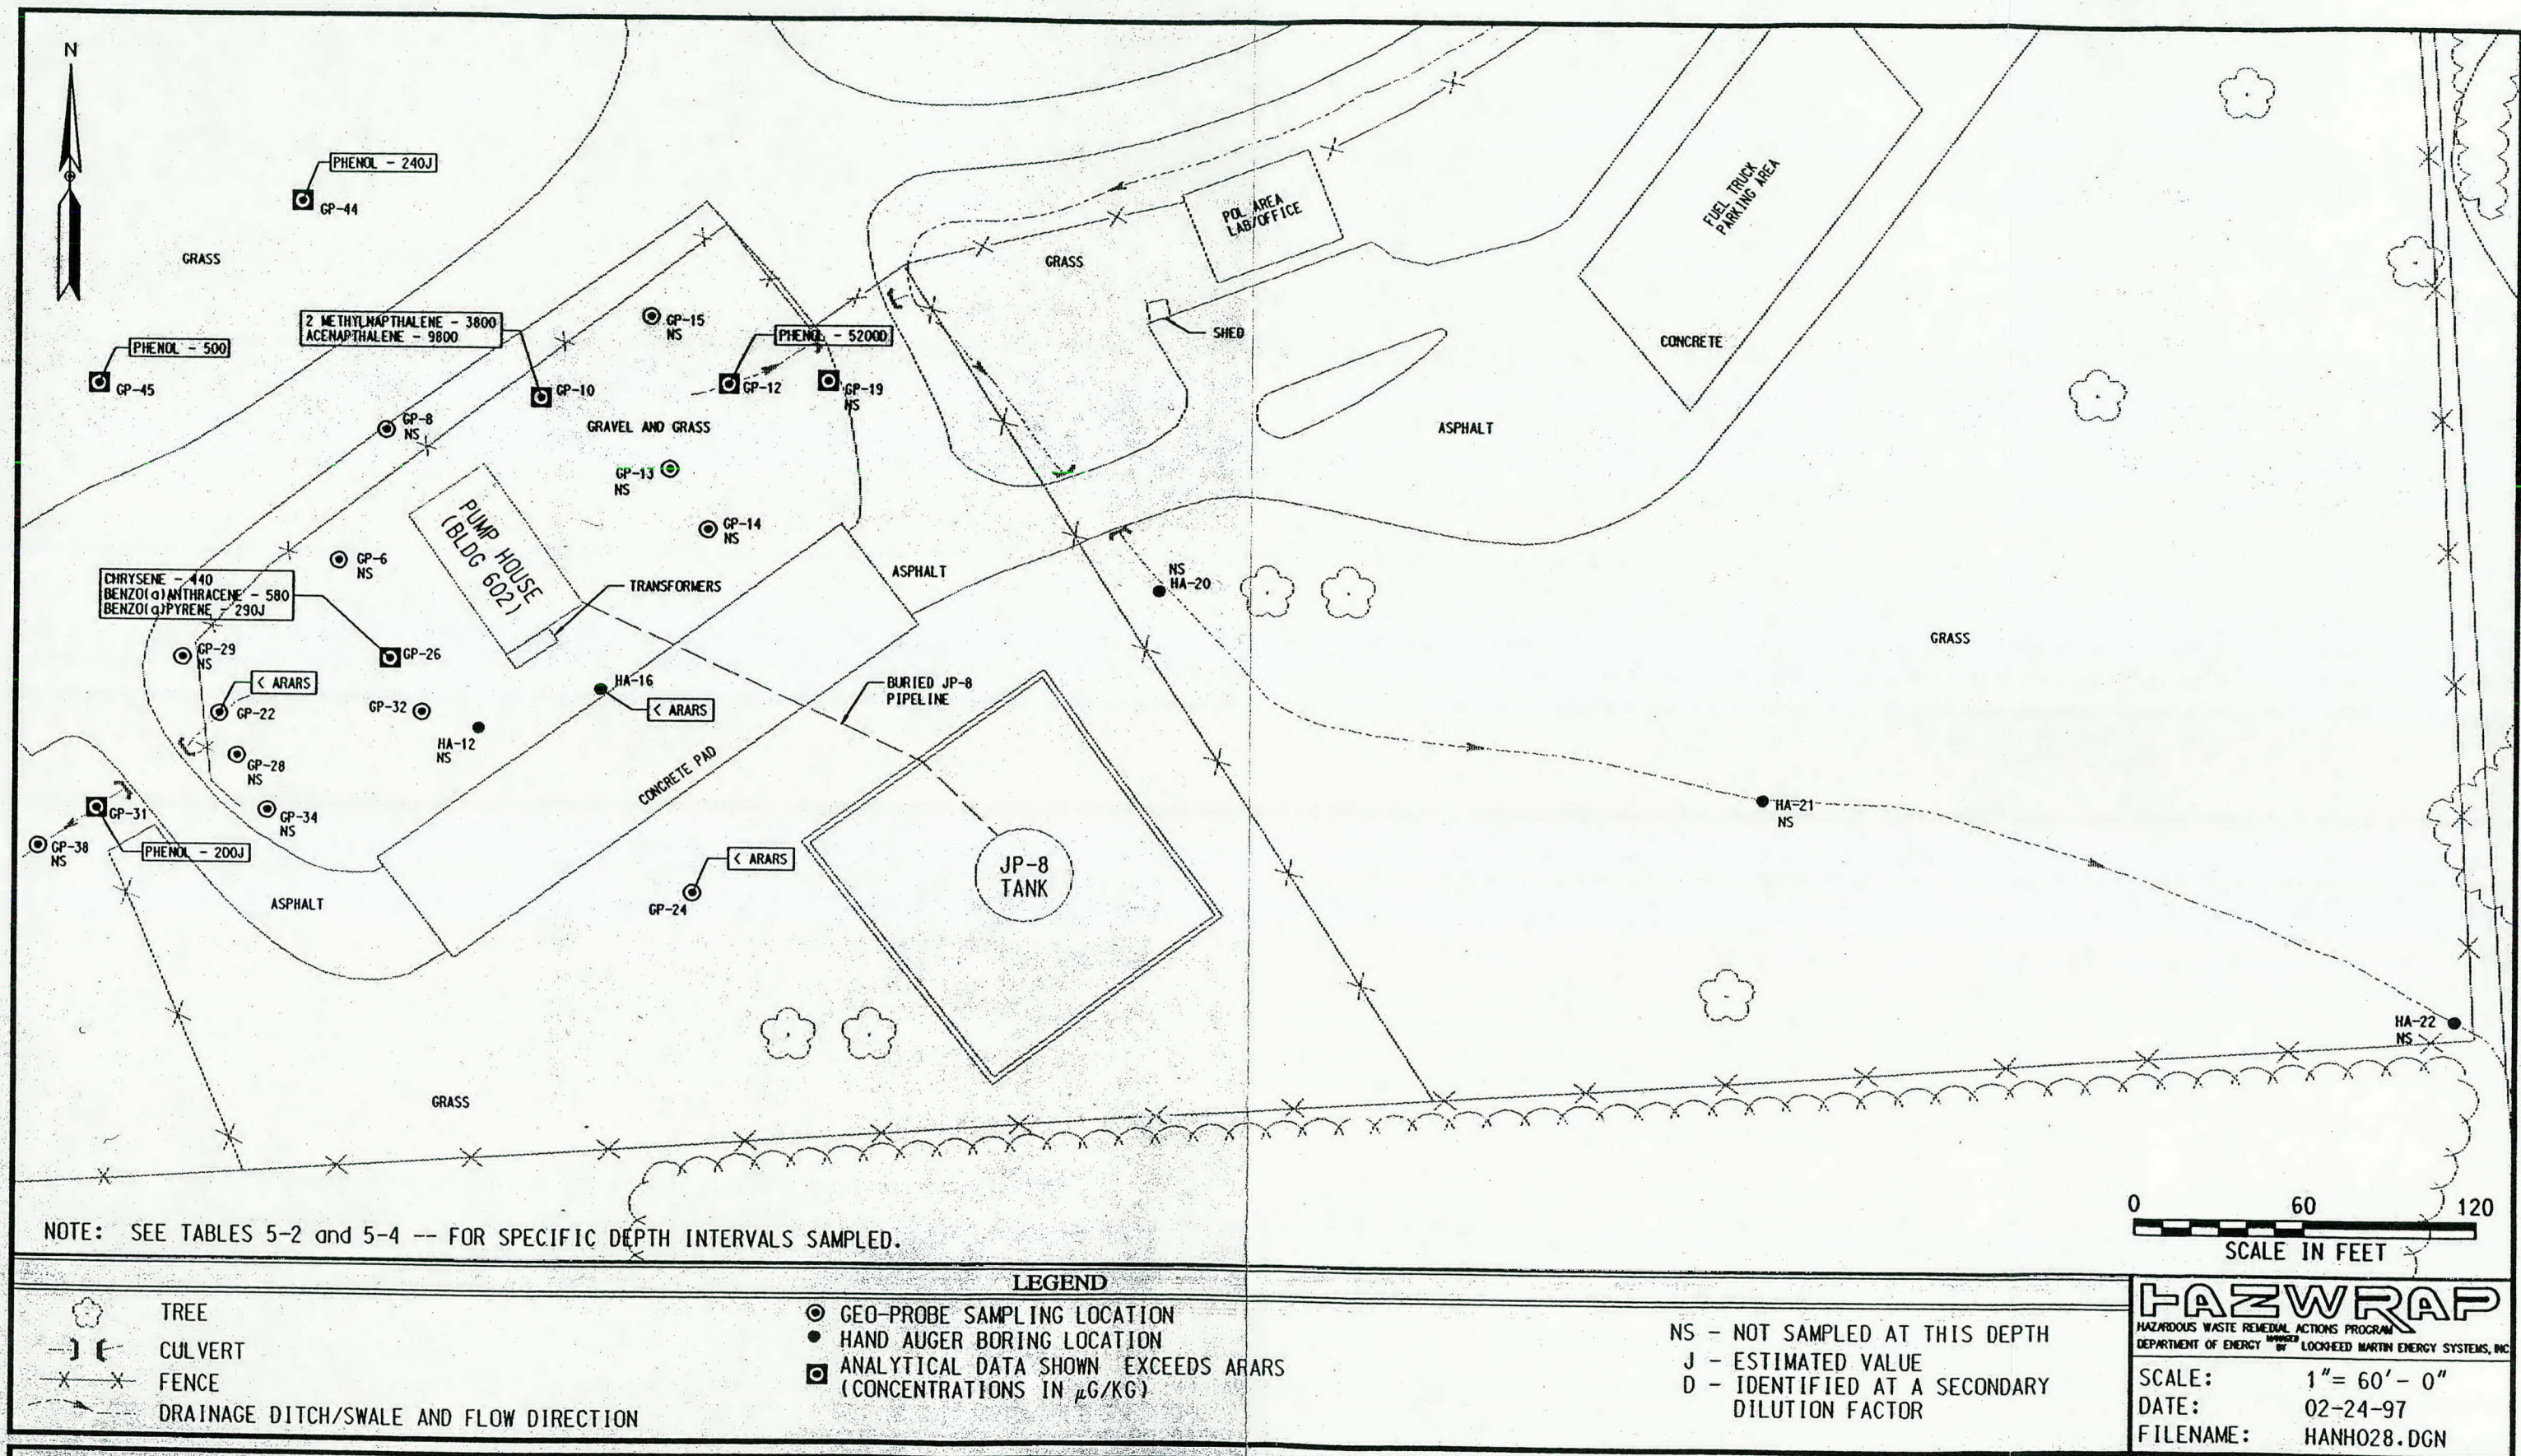 N
PHENOL - 240J
GP-44
GRASS
2 METHYLNAPTHALENE - 3800
ACENAPTHALENE - 9800
PHENOL - 500
GP-45
GP-8
NS
GP-10
GP-15
NS
PHENOL - 5200D
GP-12
GP-19
NS
GRAVEL AND GRASS
GP-13
NS
GP-14
NS
GRASS
POL AREA
LAB/OFFICE
SHED
FUEL TRUCK
PARKING AREA
CONCRETE
ASPHALT
PUMP HOUSE
(BLDG 602)
GP-6
NS
TRANSFORMERS
ASPHALT
NS
HA-20
GRASS
CHRYSENE - 440
BENZO(a)ANTHRACENE - 580
BENZO(a)PYRENE - 290J
GP-29
NS
GP-26
< ARARS
GP-22
GP-32
HA-16
< ARARS
BURIED JP-8
PIPELINE
HA-12
NS
GP-28
NS
CONCRETE PAD
GP-31
GP-34
NS
GP-38
NS
PHENOL - 200J
< ARARS
GP-24
JP-8
TANK
HA-21
NS
ASPHALT
HA-22
NS
GRASS
0 60 120
SCALE IN FEET
NOTE: SEE TABLES 5-2 and 5-4 -- FOR SPECIFIC DEPTH INTERVALS SAMPLED.
LEGEND
TREE
CULVERT
FENCE
DRAINAGE DITCH/SWALE AND FLOW DIRECTION
GEO-PROBE SAMPLING LOCATION
HAND AUGER BORING LOCATION
ANALYTICAL DATA SHOWN EXCEEDS ARARS
(CONCENTRATIONS IN µG/KG)
NS - NOT SAMPLED AT THIS DEPTH
J - ESTIMATED VALUE
D - IDENTIFIED AT A SECONDARY
DILUTION FACTOR
HAZWRAP
HAZARDOUS WASTE REMEDIAL ACTIONS PROGRAM
DEPARTMENT OF ENERGY MANAGED BY LOCKHEED MARTIN ENERGY SYSTEMS, INC
SCALE: 1"= 60'- 0"
DATE: 02-24-97
FILENAME: HANH028.DGN